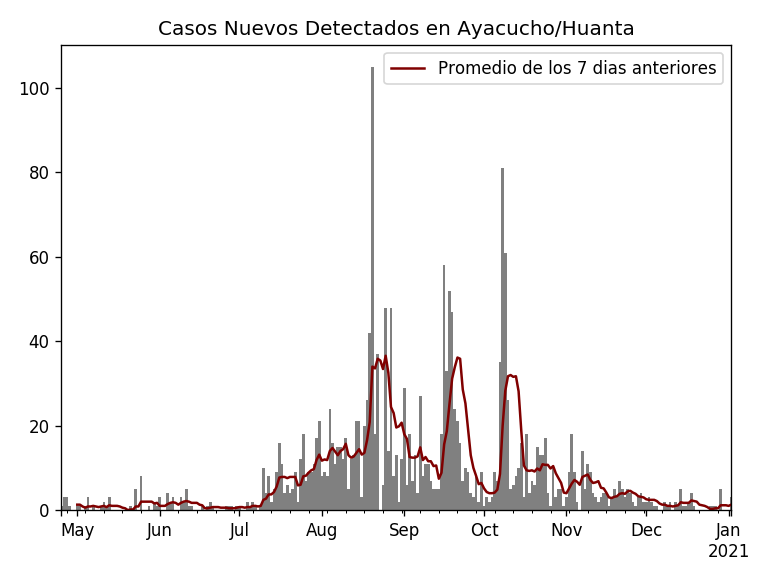 Casos Nuevos Detectados en Ayacucho/Huanta
Promedio de los 7 dias anteriores
100
80
60
40
20
0
May Jun Jul Aug Sep Oct Nov Dec Jan
2021